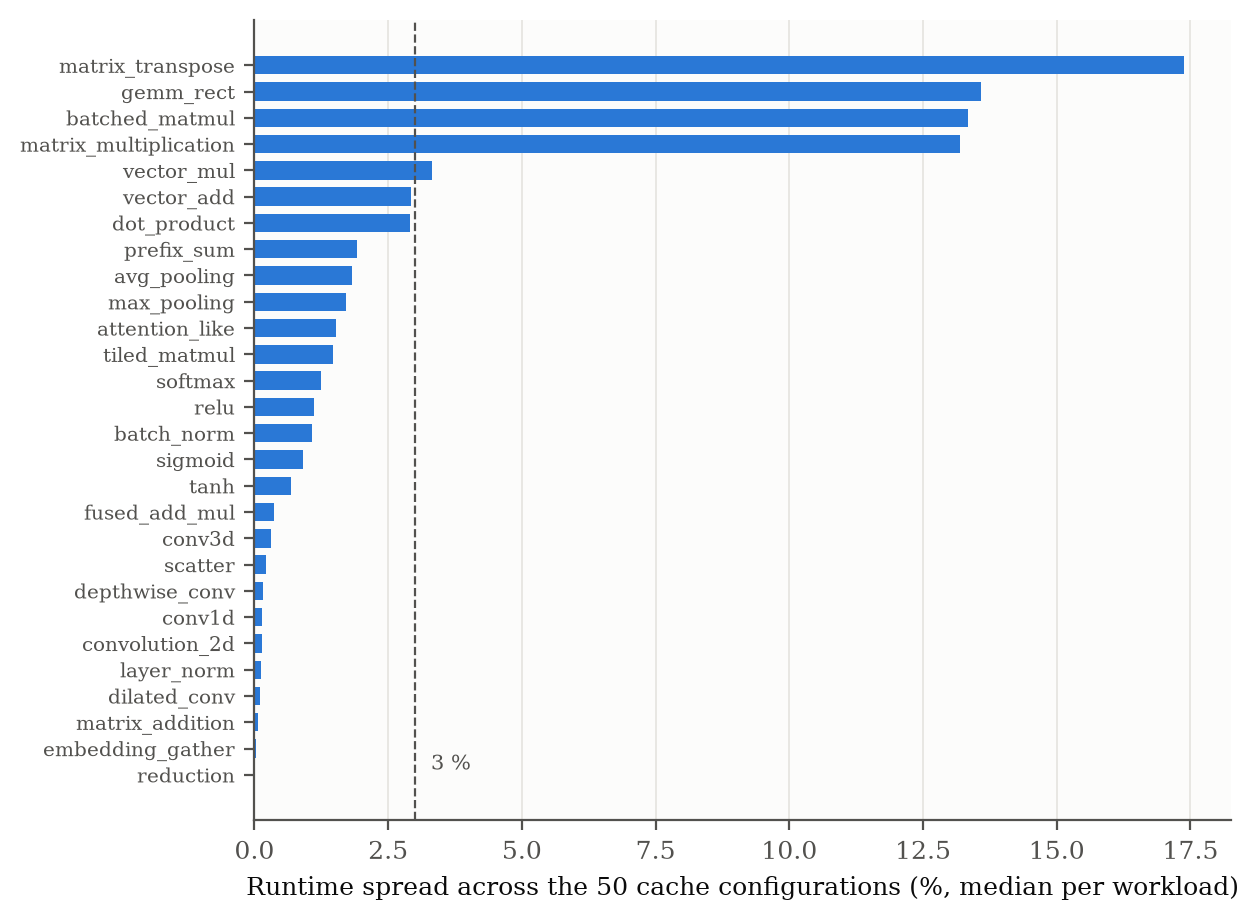 matrix_transpose
gemm_rect
batched_matmul
matrix_multiplication
vector_mul
vector_add
dot_product
prefix_sum
avg_pooling
max_pooling
attention_like
tiled_matmul
softmax
relu
batch_norm
sigmoid
tanh
fused_add_mul
conv3d
scatter
depthwise_conv
conv1d
convolution_2d
layer_norm
dilated_conv
matrix_addition
embedding_gather
3 %
reduction
0.0 2.5 5.0 7.5 10.0 12.5 15.0 17.5
Runtime spread across the 50 cache configurations (%, median per workload)